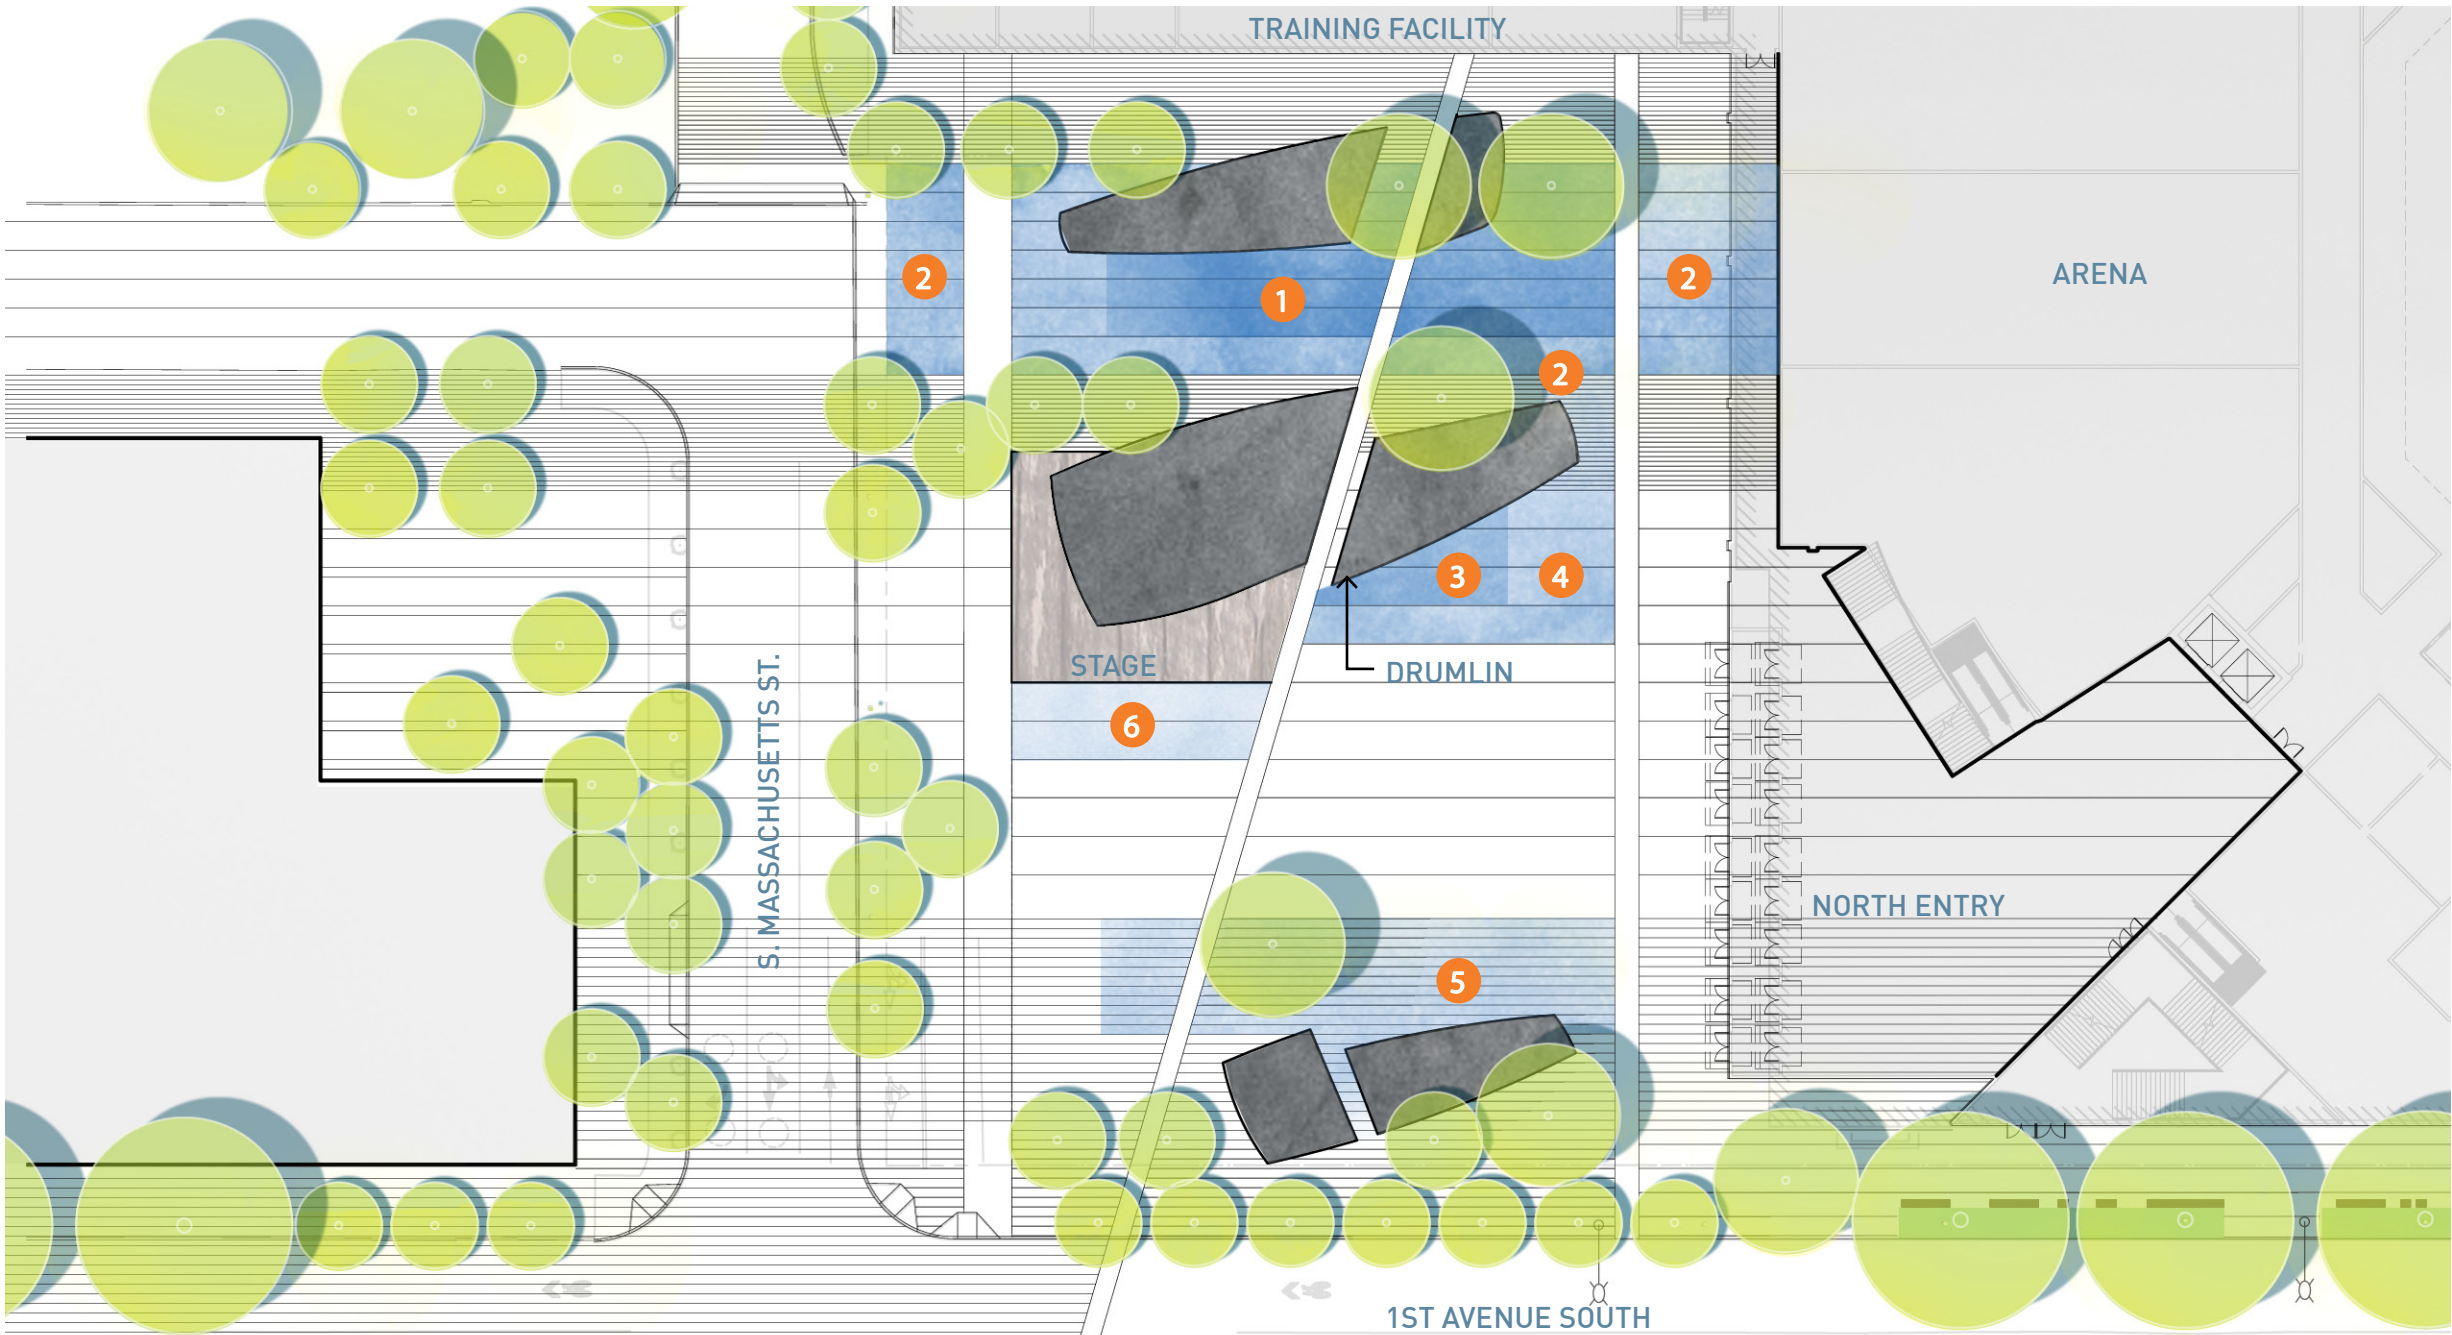 TRAINING FACILITY
2
1
2
ARENA
2
3
4
STAGE
DRUMLIN
6
S. MASSACHUSETTS ST.
NORTH ENTRY
5
1ST AVENUE SOUTH